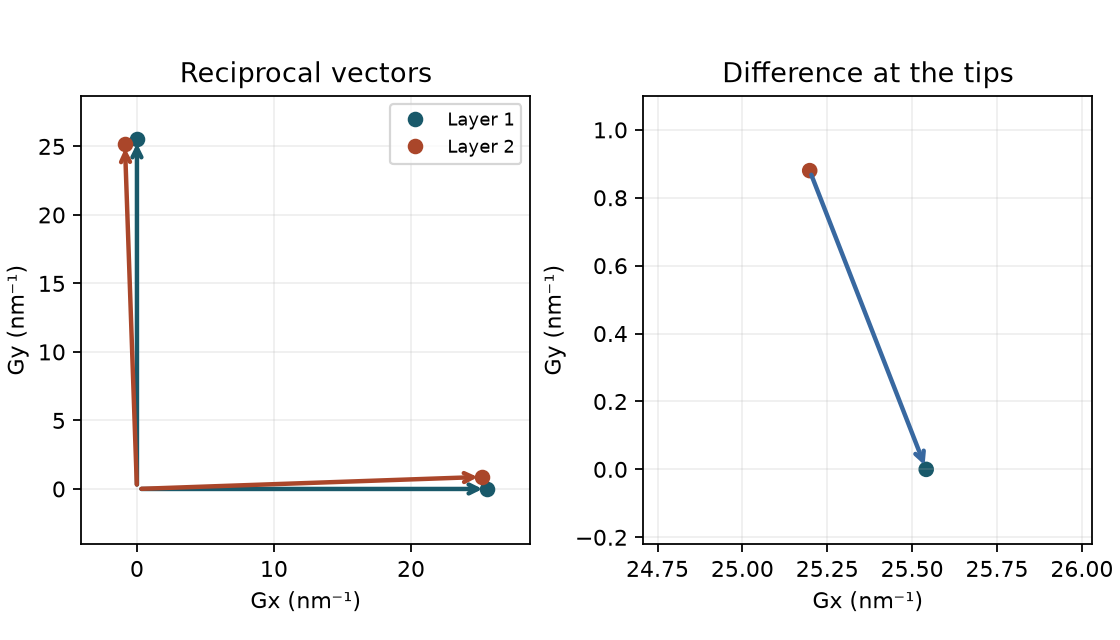 Reciprocal vectors
Layer 1
Layer 2
25
20
15
10
5
0
Gy (nm⁻¹)
0 10 20
Gx (nm⁻¹)
Difference at the tips
1.0
0.8
0.6
0.4
0.2
0.0
−0.2
Gy (nm⁻¹)
24.75 25.00 25.25 25.50 25.75 26.00
Gx (nm⁻¹)